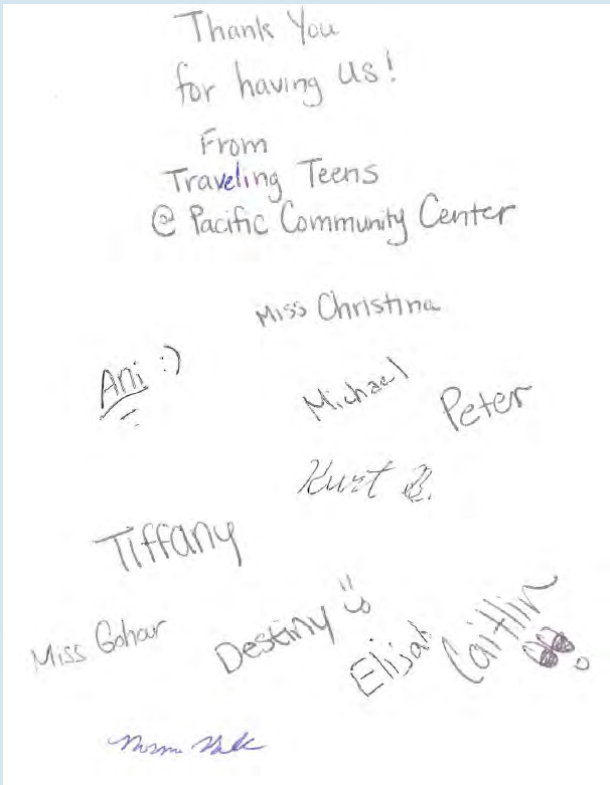 Thank You
for having us!
From
Traveling Teens
@ Pacific Community Center
Miss Christina
Ani :)
Michael
Peter
Kurt B.
Tiffany
Miss Gohar
Destiny
Elijah
Caitlin